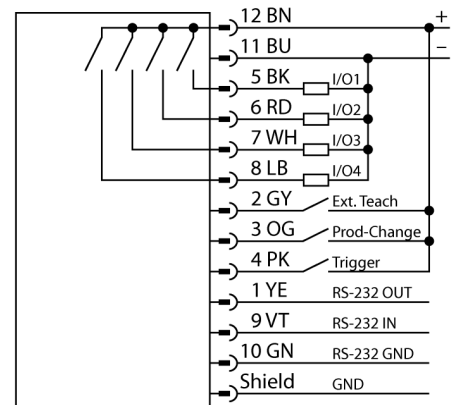 12 BN +
11 BU −
5 BK I/O1
6 RD I/O2
7 WH I/O3
8 LB I/O4
2 GY Ext. Teach
3 OG Prod-Change
4 PK Trigger
1 YE RS-232 OUT
9 VT RS-232 IN
10 GN RS-232 GND
Shield GND